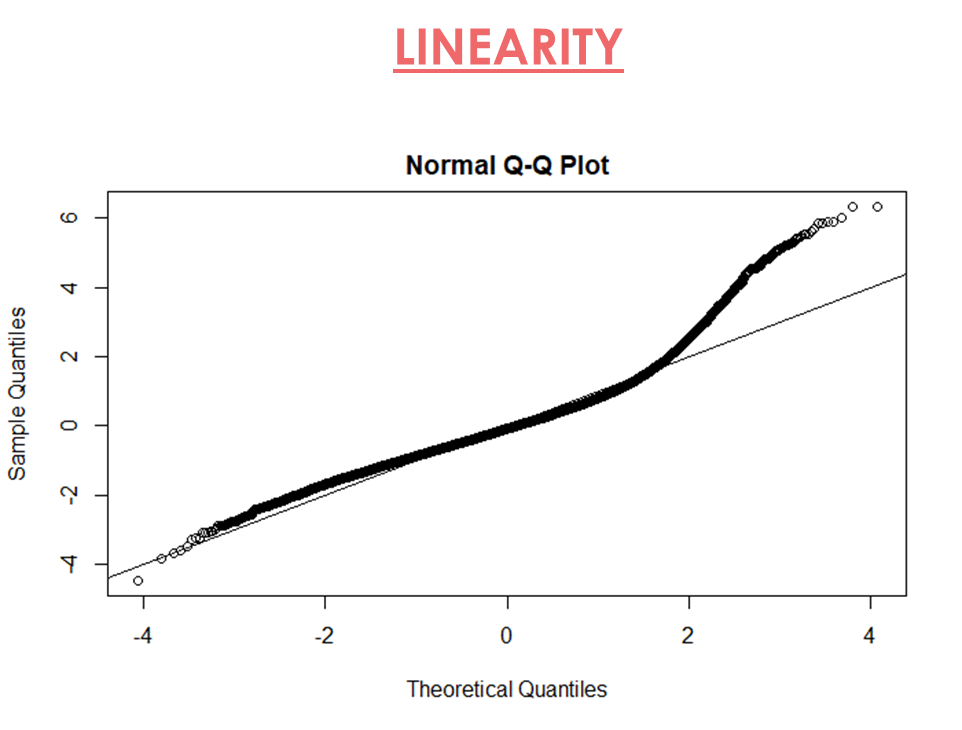 LINEARITY
Normal Q-Q Plot
Sample Quantiles
6
4
2
0
-2
-4
-4 -2 0 2 4
Theoretical Quantiles